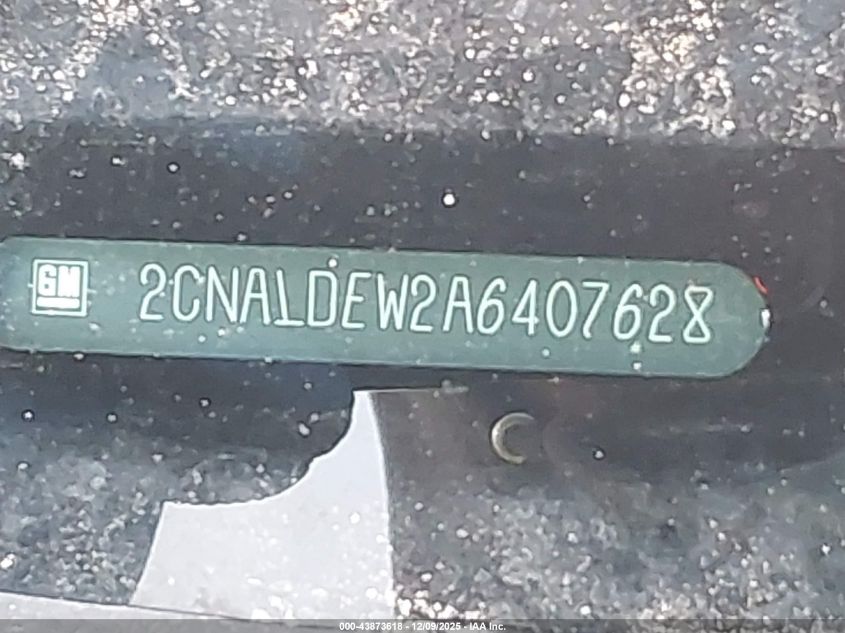 GM 2CNALDEW2A6407628
000-43873618 - 12/09/2025 - IAA Inc.